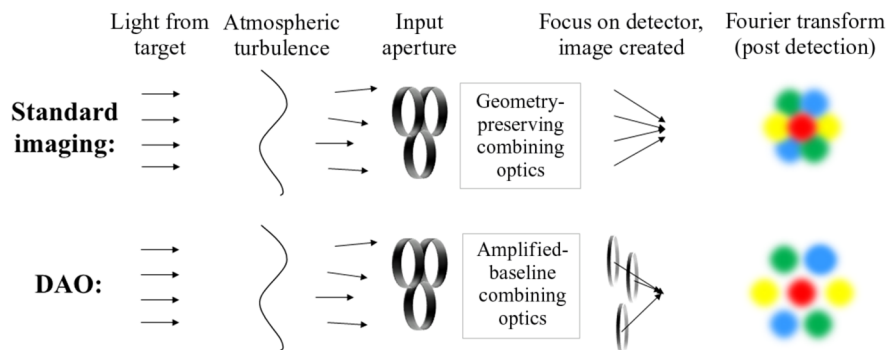 Light from
target
Atmospheric
turbulence
Input
aperture
Focus on detector,
image created
Fourier transform
(post detection)
Standard
imaging:
Geometry-
preserving
combining
optics
DAO:
Amplified-
baseline
combining
optics